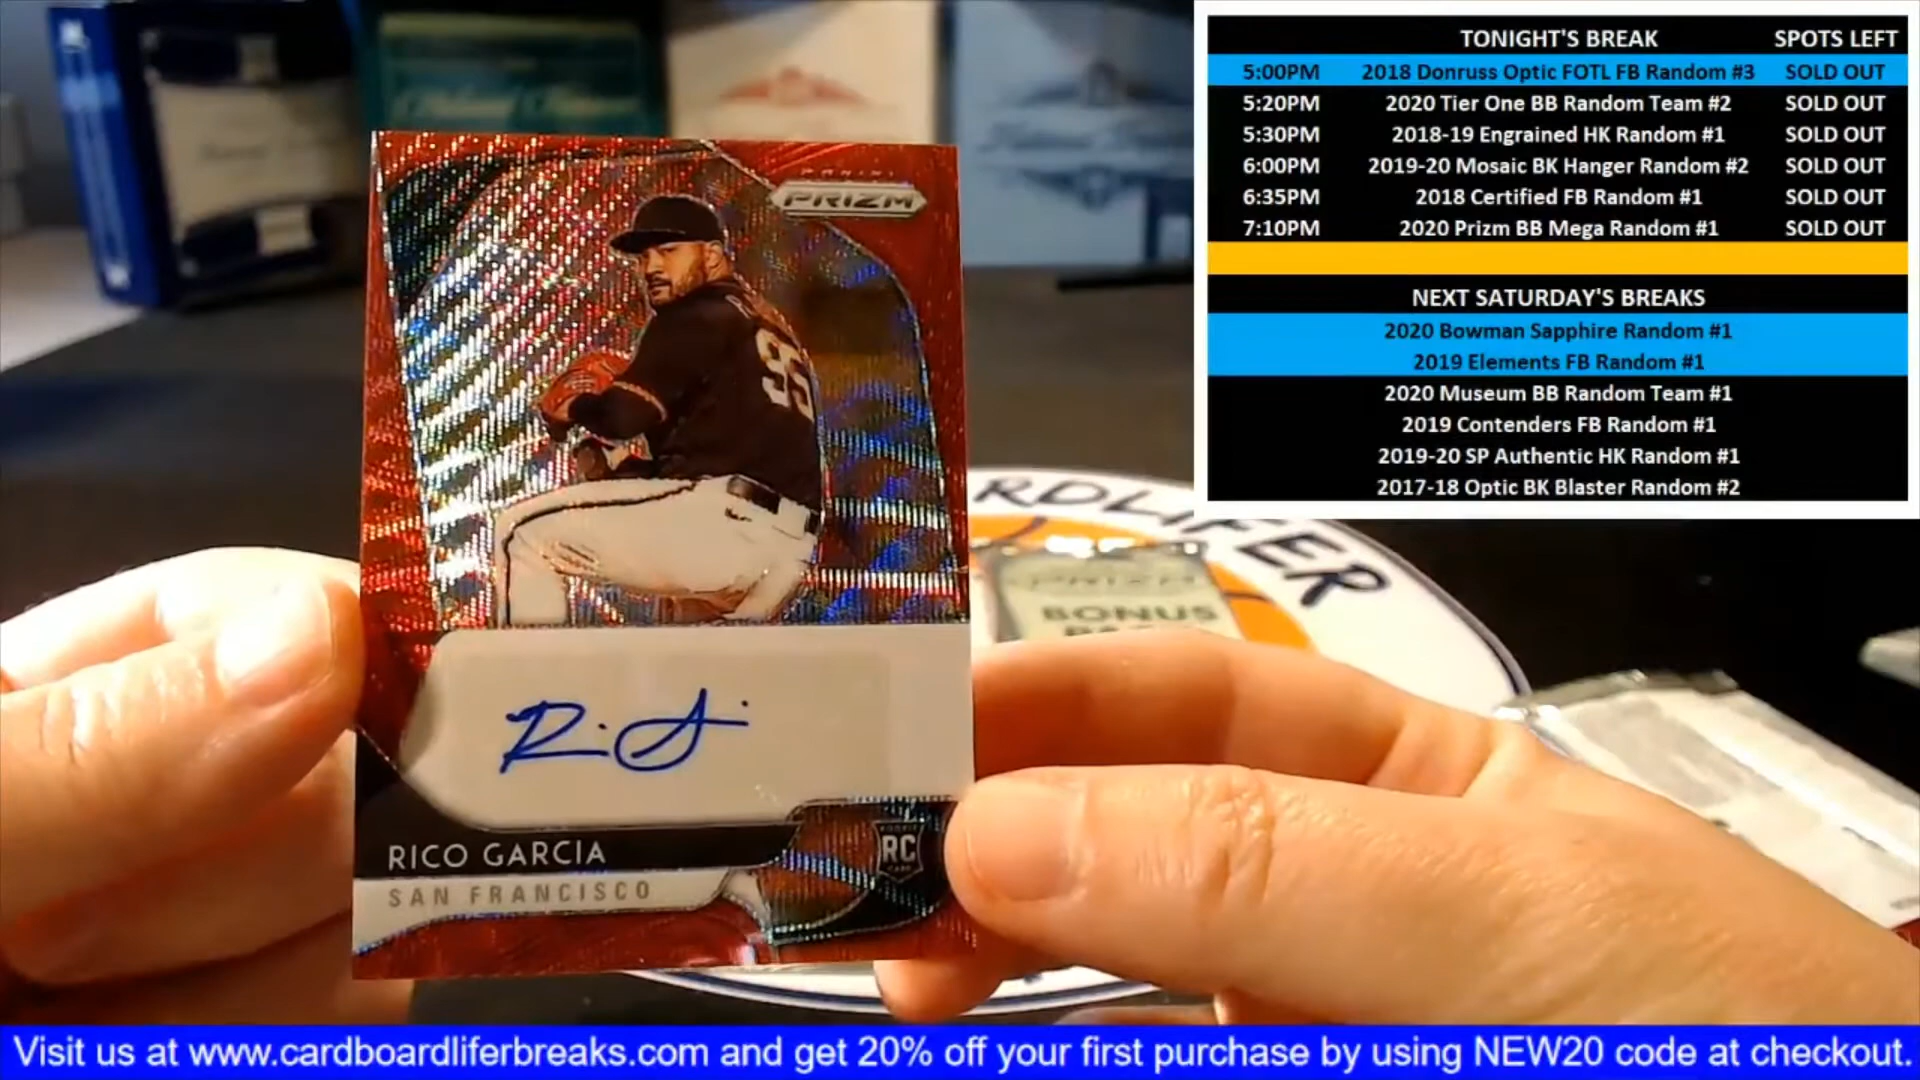 TONIGHT'S BREAK SPOTS LEFT
5:00PM 2018 Donruss Optic FOTL FB Random #3 SOLD OUT
5:20PM 2020 Tier One BB Random Team #2 SOLD OUT
5:30PM 2018-19 Engrained HK Random #1 SOLD OUT
6:00PM 2019-20 Mosaic BK Hanger Random #2 SOLD OUT
6:35PM 2018 Certified FB Random #1 SOLD OUT
7:10PM 2020 Prizm BB Mega Random #1 SOLD OUT
NEXT SATURDAY'S BREAKS
2020 Bowman Sapphire Random #1
2019 Elements FB Random #1
2020 Museum BB Random Team #1
2019 Contenders FB Random #1
2019-20 SP Authentic HK Random #1
2017-18 Optic BK Blaster Random #2
PANINI
PRIZM
95
RDLIFER
PRIZM
BONUS
RICO GARCIA
SAN FRANCISCO
ROOKIE
RC
CARD
Visit us at www.cardboardliferbreaks.com and get 20% off your first purchase by using NEW20 code at checkout.